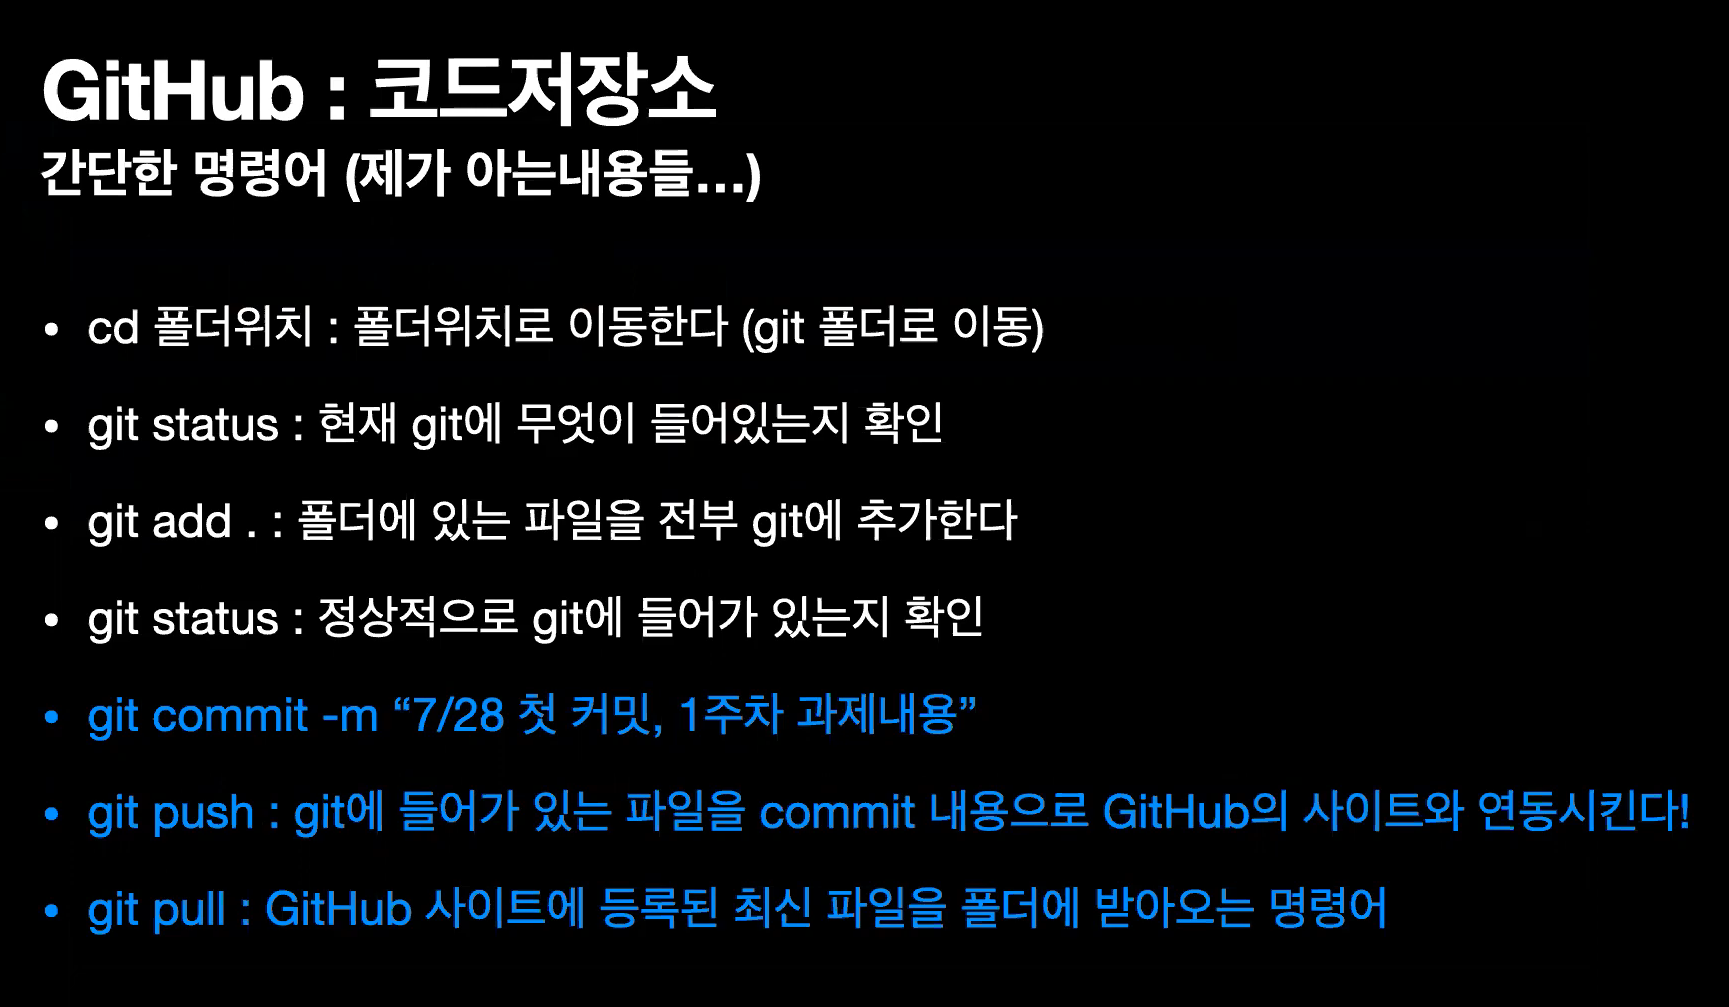 GitHub : 코드저장소
간단한 명령어 (제가 아는내용들...)
• cd 폴더위치 : 폴더위치로 이동한다 (git 폴더로 이동)
• git status : 현재 git에 무엇이 들어있는지 확인
• git add . : 폴더에 있는 파일을 전부 git에 추가한다
• git status : 정상적으로 git에 들어가 있는지 확인
• git commit -m “7/28 첫 커밋, 1주차 과제내용”
• git push : git에 들어가 있는 파일을 commit 내용으로 GitHub의 사이트와 연동시킨다!
• git pull : GitHub 사이트에 등록된 최신 파일을 폴더에 받아오는 명령어